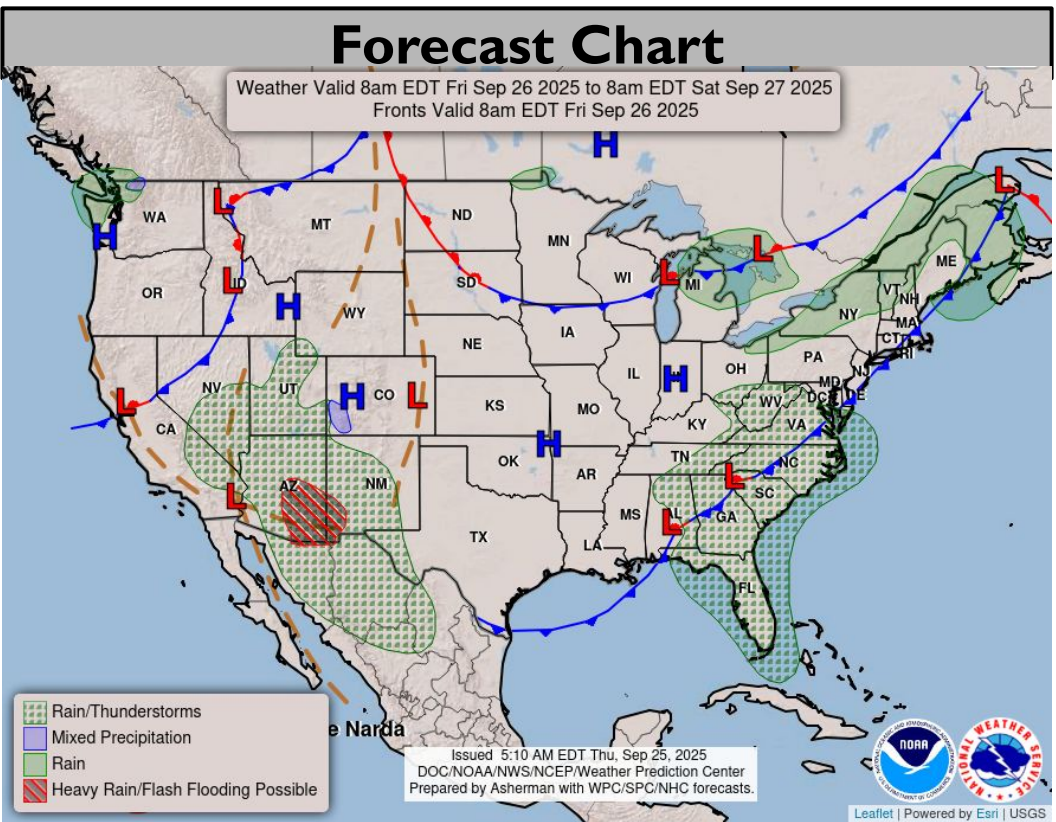 Forecast Chart
Weather Valid 8am EDT Fri Sep 26 2025 to 8am EDT Sat Sep 27 2025
Fronts Valid 8am EDT Fri Sep 26 2025
H
L
WA
H
MT
ND
MN
L
ME
VT
NH
L
L
WI
MI
OR
L ID
H
SD
WY
NY
MA
CT
RI
IA
NE
PA
NJ
OH
IL
H
MD
DE
DC
NV
UT
H
CO
L
L
KS
MO
WV
VA
KY
CA
H
OK
TN
NC
L
AR
SC
AZ
NM
L
MS
AL
L
GA
TX
LA
FL
e Narda
Rain/Thunderstorms
Mixed Precipitation
Rain
Heavy Rain/Flash Flooding Possible
Issued 5:10 AM EDT Thu, Sep 25, 2025
DOC/NOAA/NWS/NCEP/Weather Prediction Center
Prepared by Asherman with WPC/SPC/NHC forecasts.
NOAA
NATIONAL WEATHER SERVICE
Leaflet | Powered by Esri | USGS